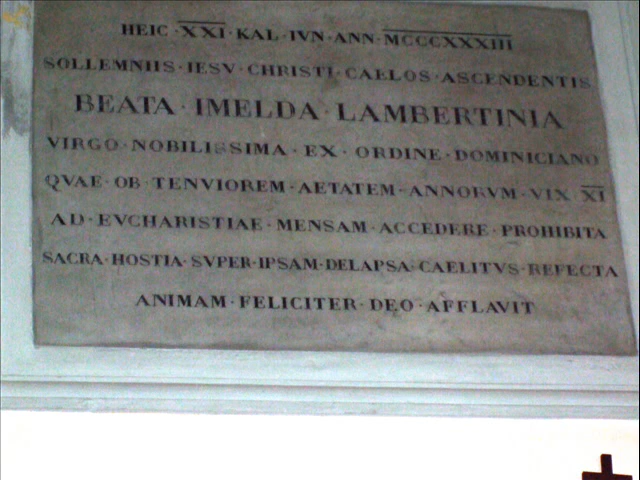 HEIC · XXI · KAL · IVN · ANN · MCCCXXXIII
SOLLEMNIIS · IESV · CHRISTI · CAELOS · ASCENDENTIS
BEATA · IMELDA · LAMBERTINIA
VIRGO · NOBILISSIMA · EX · ORDINE · DOMINICIANO
QVAE · OB · TENVIOREM · AETATEM · ANNORVM · VIX XI
AD · EVCHARISTIAE · MENSAM · ACCEDERE · PROHIBITA
SACRA · HOSTIA · SVPER · IPSAM · DELAPSA · CAELITVS · REFECTA
ANIMAM · FELICITER · DEO · AFFLAVIT